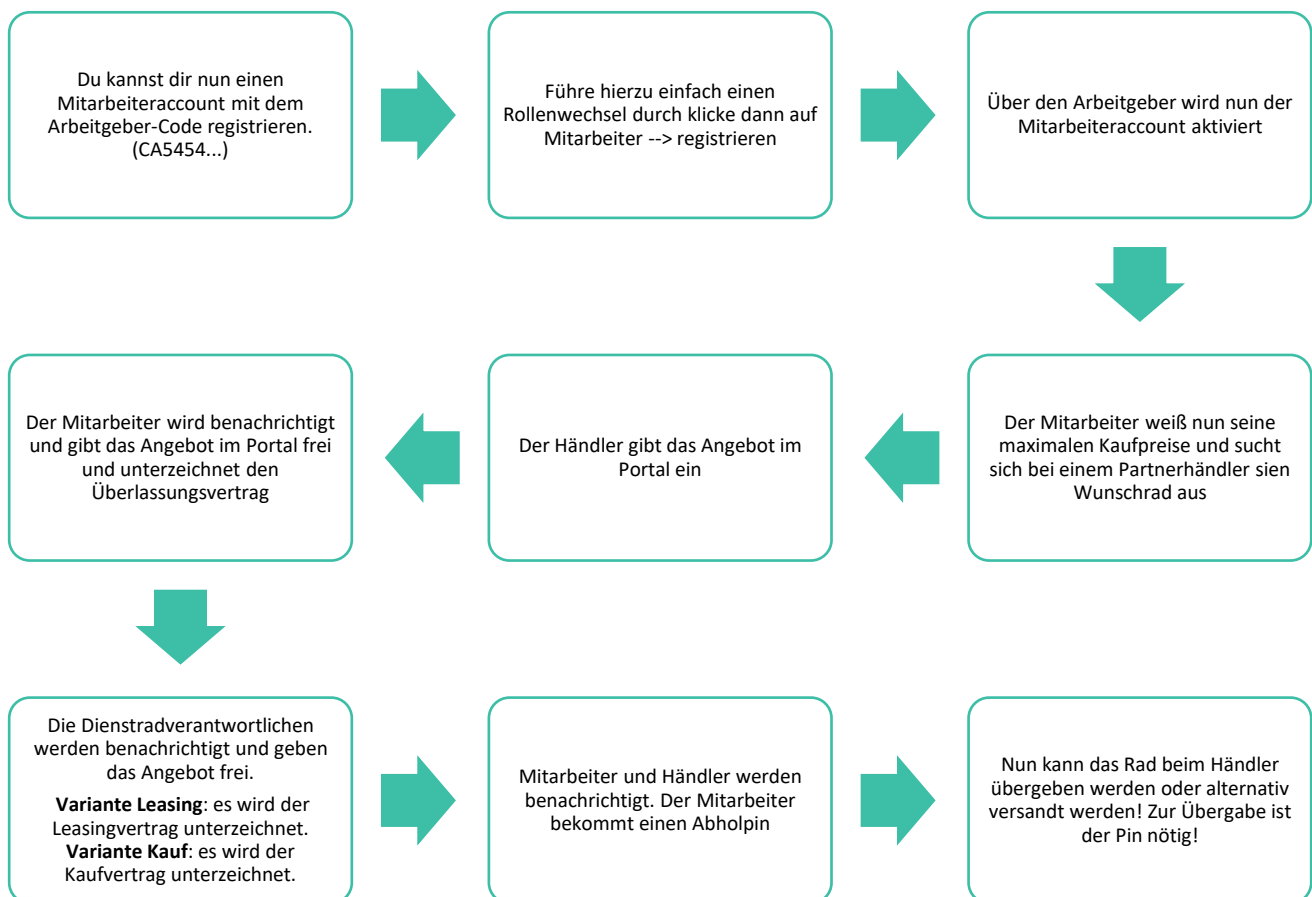 Du kannst dir nun einen
Mitarbeiteraccount mit dem
Arbeitgeber-Code registrieren.
(CA5454...)
Führe hierzu einfach einen
Rollenwechsel durch klicke dann auf
Mitarbeiter --> registrieren
Über den Arbeitgeber wird nun der
Mitarbeiteraccount aktiviert
Der Mitarbeiter weiß nun seine
maximalen Kaufpreise und sucht
sich bei einem Partnerhändler sien
Wunschrad aus
Der Händler gibt das Angebot im
Portal ein
Der Mitarbeiter wird benachrichtigt
und gibt das Angebot im Portal frei
und unterzeichnet den
Überlassungsvertrag
Die Dienstradverantwortlichen
werden benachrichtigt und geben
das Angebot frei.
Variante Leasing: es wird der
Leasingvertrag unterzeichnet.
Variante Kauf: es wird der
Kaufvertrag unterzeichnet.
Mitarbeiter und Händler werden
benachrichtigt. Der Mitarbeiter
bekommt einen Abholpin
Nun kann das Rad beim Händler
übergeben werden oder alternativ
versandt werden! Zur Übergabe ist
der Pin nötig!